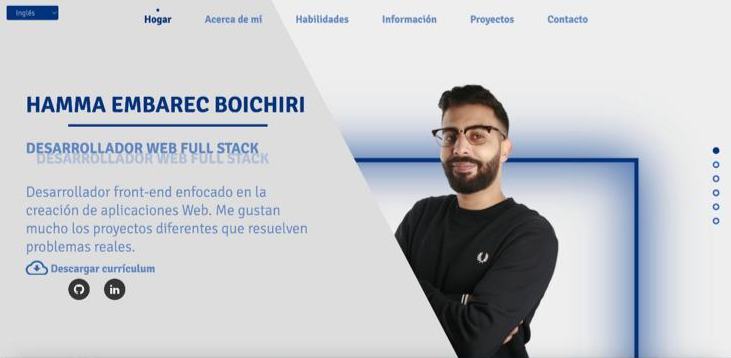 Inglés
Hogar
Acerca de mí
Habilidades
Información
Proyectos
Contacto
HAMMA EMBAREC BOICHIRI
DESARROLLADOR WEB FULL STACK
DESARROLLADOR WEB FULL STACK
Desarrollador front-end enfocado en la
creación de aplicaciones Web. Me gustan
mucho los proyectos diferentes que resuelven
problemas reales.
Descargar currículum
in